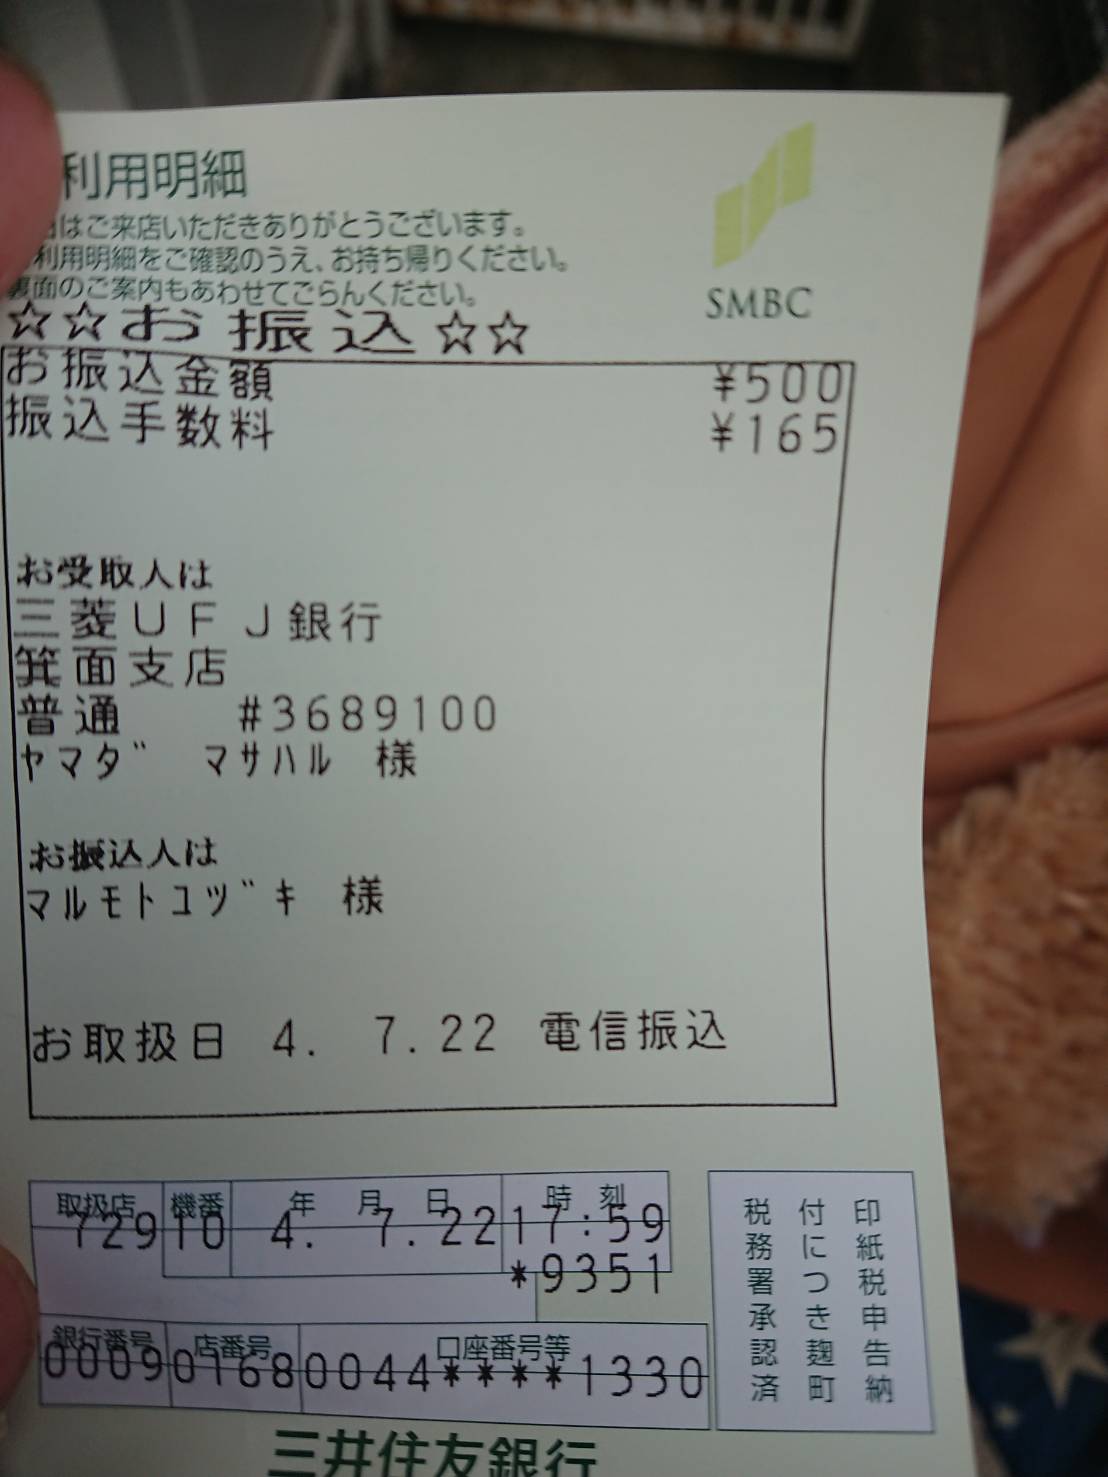 利用明細
はご来店いただきありがとうございます。
利用明細をご確認のうえ、お持ち帰りください。
裏面のご案内もあわせてごらんください。
SMBC
☆☆お振込☆☆
お振込金額 ¥500
振込手数料 ¥165
お受取人は
三菱UFJ銀行
箕面支店
普通 #3689100
ヤマダ マサハル 様
お振込人は
マルモトユヅキ 様
お取扱日 4. 7.22 電信振込
取扱店 機番 年 月 日 時 刻
729 10 4. 7.22 17:59
*9351
銀行番号 店番号 口座番号等
0009 0168 0044****1330
印紙税申告納
付につき麹町
税務署承認済
三井住友銀行